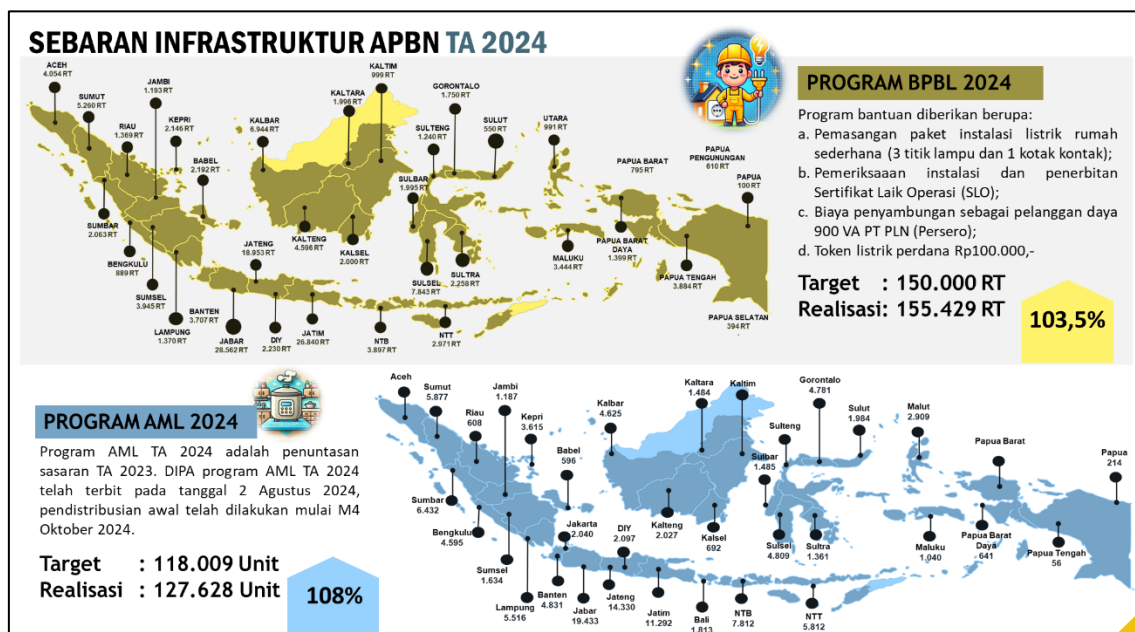 SEBARAN INFRASTRUKTUR APBN TA 2024
ACEH
4.054 RT
SUMUT
5.260 RT
JAMBI
1.193 RT
RIAU
1.369 RT
KEPRI
2.146 RT
BABEL
2.192 RT
SUMBAR
2.063 RT
BENGKULU
889 RT
SUMSEL
3.945 RT
LAMPUNG
1.370 RT
BANTEN
3.707 RT
JABAR
28.562 RT
JATENG
18.953 RT
DIY
2.230 RT
JATIM
26.840 RT
NTB
3.897 RT
NTT
2.971 RT
KALBAR
6.944 RT
KALTARA
1.996 RT
KALTIM
999 RT
KALTENG
4.596 RT
KALSEL
2.000 RT
GORONTALO
1.750 RT
SULTENG
1.240 RT
SULUT
550 RT
SULBAR
1.995 RT
SULSEL
7.843 RT
SULTRA
2.258 RT
UTARA
991 RT
MALUKU
3.444 RT
PAPUA BARAT
795 RT
PAPUA BARAT
DAYA
1.399 RT
PAPUA
PENGUNUNGAN
610 RT
PAPUA
100 RT
PAPUA TENGAH
3.884 RT
PAPUA SELATAN
394 RT
PROGRAM BPBL 2024
Program bantuan diberikan berupa:
a. Pemasangan paket instalasi listrik rumah
sederhana (3 titik lampu dan 1 kotak kontak);
b. Pemeriksaaan instalasi dan penerbitan
Sertifikat Laik Operasi (SLO);
c. Biaya penyambungan sebagai pelanggan daya
900 VA PT PLN (Persero);
d. Token listrik perdana Rp100.000,-
Target : 150.000 RT
Realisasi: 155.429 RT
103,5%
PROGRAM AML 2024
Program AML TA 2024 adalah penuntasan
sasaran TA 2023. DIPA program AML TA 2024
telah terbit pada tanggal 2 Agustus 2024,
pendistribusian awal telah dilakukan mulai M4
Oktober 2024.
Target : 118.009 Unit
Realisasi : 127.628 Unit
108%
Aceh
Sumut
5.877
Jambi
1.187
Riau
608
Kepri
3.615
Babel
596
Sumbar
6.432
Bengkulu
4.595
Sumsel
1.634
Lampung
5.516
Jakarta
2.040
Banten
4.831
Jabar
19.433
DIY
2.097
Jateng
14.330
Jatim
11.292
Bali
1.813
NTB
7.812
NTT
5.812
Kalbar
4.625
Kaltara
1.484
Kaltim
Kalteng
2.027
Kalsel
692
Gorontalo
4.781
Sulteng
Sulut
1.984
Sulbar
1.485
Sulsel
4.809
Sultra
1.361
Malut
2.909
Maluku
1.040
Papua Barat
Papua Barat
Daya
641
Papua
214
Papua Tengah
56